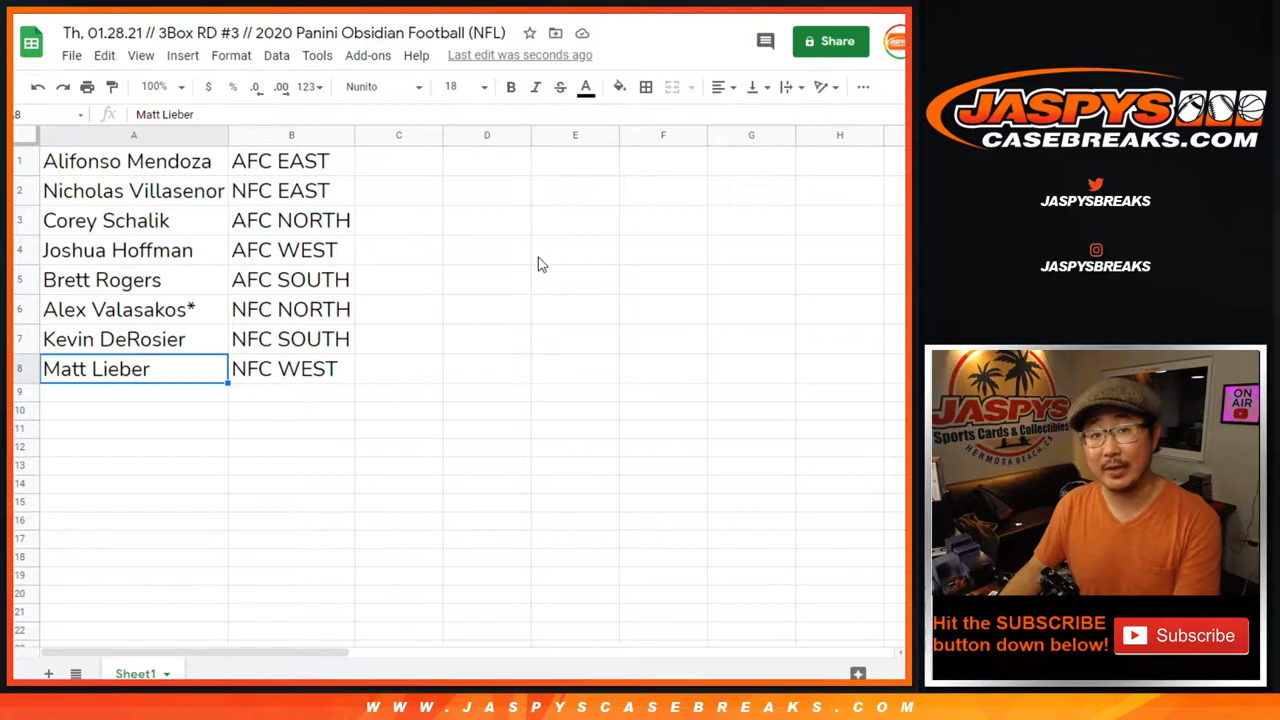 Th, 01.28.21 // 3Box RD #3 // 2020 Panini Obsidian Football (NFL)
File Edit View Insert Format Data Tools Add-ons Help Last edit was seconds ago
Share
100% $ % .0 .00 123 Nunito 18 B I S A
.8 fx Matt Lieber
A B C D E F G H
1 Alifonso Mendoza AFC EAST
2 Nicholas Villasenor NFC EAST
3 Corey Schalik AFC NORTH
4 Joshua Hoffman AFC WEST
5 Brett Rogers AFC SOUTH
6 Alex Valasakos* NFC NORTH
7 Kevin DeRosier NFC SOUTH
8 Matt Lieber NFC WEST
9
10
11
12
13
14
15
16
17
18
19
20
21
22
Sheet1
JASPYS
CASEBREAKS.COM
JASPYSBREAKS
JASPYSBREAKS
JASPYS
Sports Cards & Collectibles
HERMOSA BEACH, CA
ON AIR
Hit the SUBSCRIBE
button down below!
Subscribe
WWW.JASPYSCASEBREAKS.COM